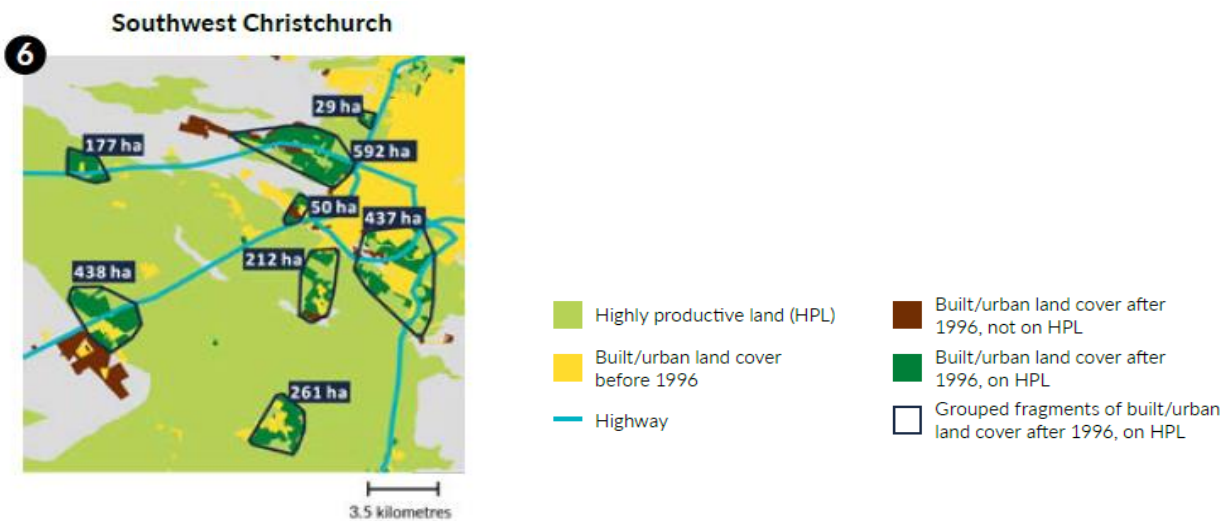 Southwest Christchurch
6
29 ha
177 ha
592 ha
50 ha
437 ha
212 ha
438 ha
261 ha
3.5 kilometres
Highly productive land (HPL)
Built/urban land cover
before 1996
Highway
Built/urban land cover after
1996, not on HPL
Built/urban land cover after
1996, on HPL
Grouped fragments of built/urban
land cover after 1996, on HPL